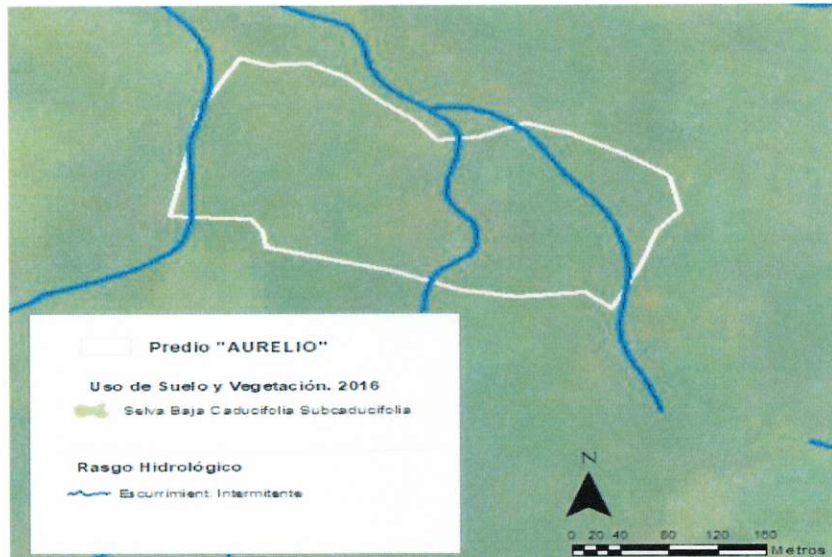 Predio "AURELIO"
Uso de Suelo y Vegetación. 2016
Selva Baja Caducifolia Subcaducifolia
Rasgo Hidrológico
Escurrimient: Intermitente
N
0 20 40 80 120 160
Metros